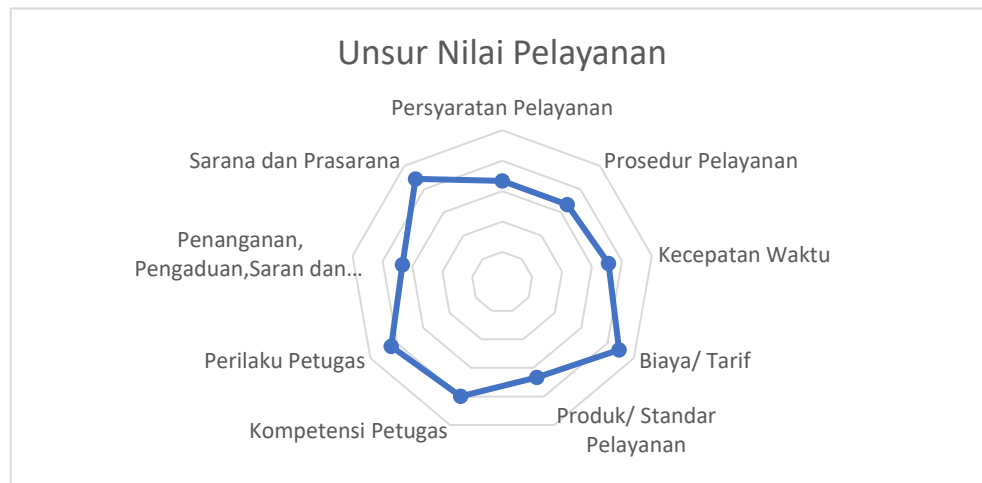 Unsur Nilai Pelayanan
Persyaratan Pelayanan
Prosedur Pelayanan
Kecepatan Waktu
Biaya/ Tarif
Produk/ Standar
Pelayanan
Kompetensi Petugas
Perilaku Petugas
Penanganan,
Pengaduan,Saran dan...
Sarana dan Prasarana